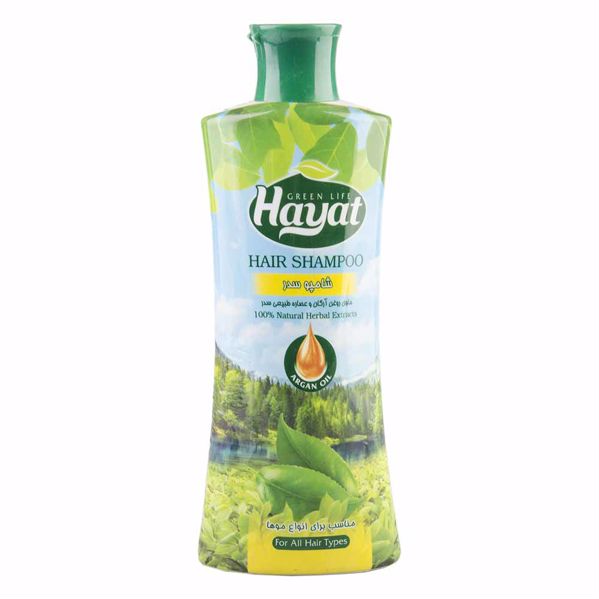 GREEN LIFE
Hayat
HAIR SHAMPOO
شامپو سدر
حاوی روغن آرگان و عصاره طبیعی سدر
100% Natural Herbal Extracts
ARGAN OIL
مناسب برای انواع موها
For All Hair Types